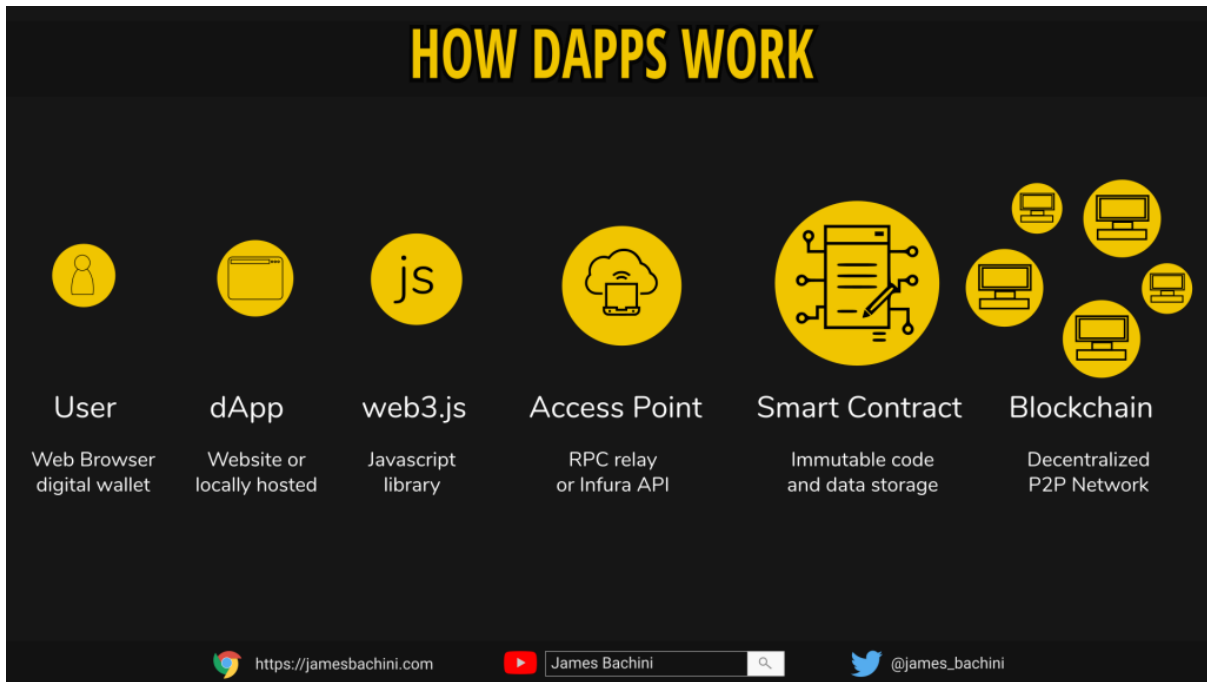 HOW DAPPS WORK
js
User
Web Browser
digital wallet
dApp
Website or
locally hosted
web3.js
Javascript
library
Access Point
RPC relay
or Infura API
Smart Contract
Immutable code
and data storage
Blockchain
Decentralized
P2P Network
https://jamesbachini.com
James Bachini
@james_bachini